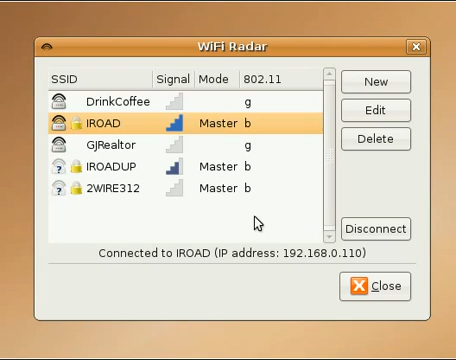 WiFi Radar
SSID Signal Mode 802.11
DrinkCoffee g
IROAD Master b
GJRealtor g
IROADUP Master b
2WIRE312 Master b
New
Edit
Delete
Disconnect
Connected to IROAD (IP address: 192.168.0.110)
Close